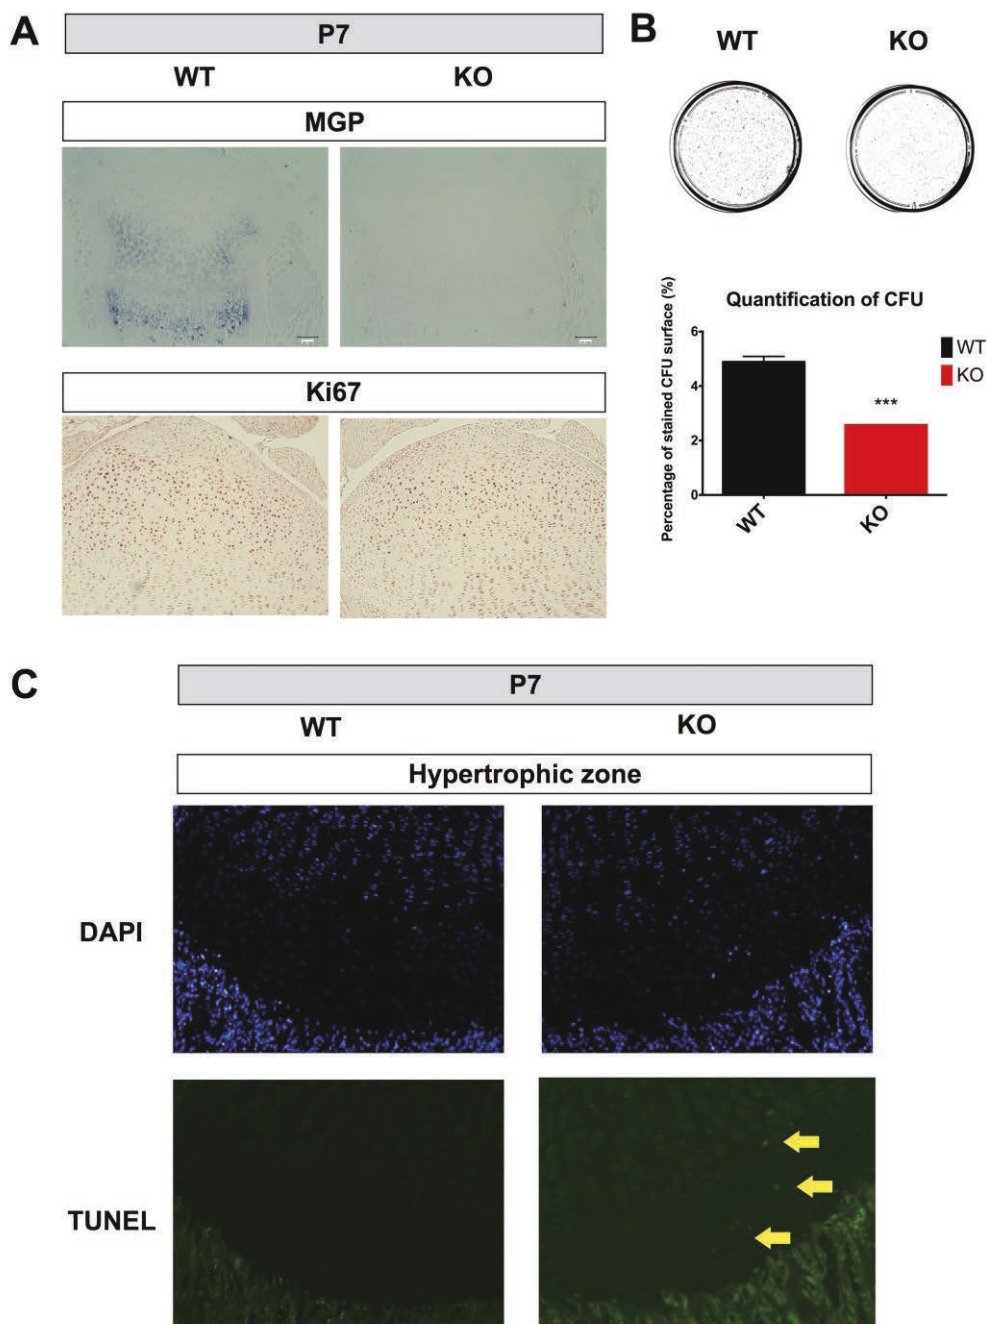 A
P7
WT KO
MGP
Ki67
B
WT KO
Quantification of CFU
Percentage of stained CFU surface (%)
6
4
2
0
***
WT
KO
WT
KO
C
P7
WT KO
Hypertrophic zone
DAPI
TUNEL